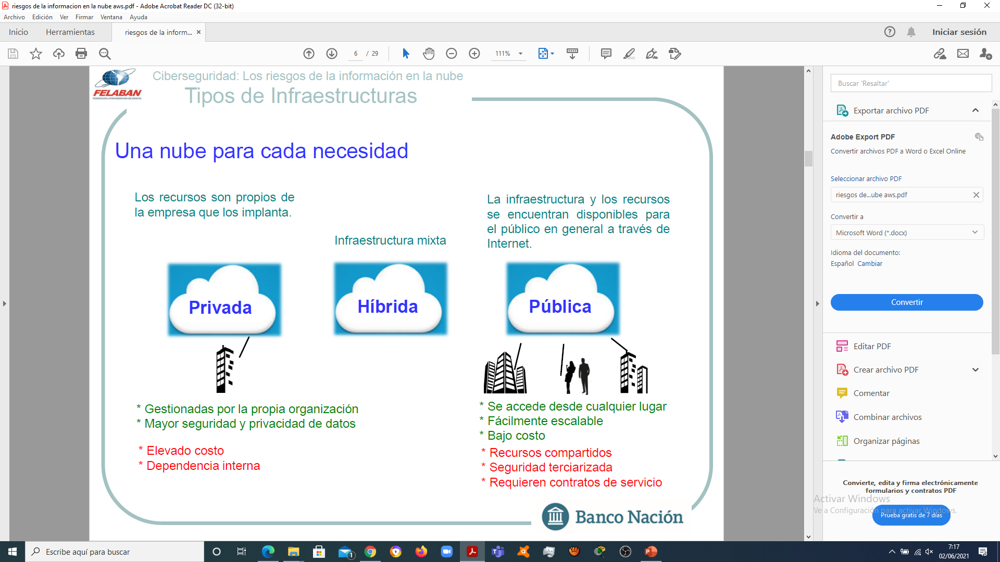 riesgos de la informacion en la nube aws.pdf - Adobe Acrobat Reader DC (32-bit)
Archivo Edición Ver Firmar Ventana Ayuda
Inicio Herramientas riesgos de la inform... Iniciar sesión
6 / 29 111%
FELABAN
FEDERACION LATINOAMERICANA DE BANCOS
Ciberseguridad: Los riesgos de la información en la nube
Tipos de Infraestructuras
Una nube para cada necesidad
Los recursos son propios de
la empresa que los implanta.
Infraestructura mixta
La infraestructura y los recursos
se encuentran disponibles para
el público en general a través de
Internet.
Privada
Híbrida
Pública
* Gestionadas por la propia organización
* Mayor seguridad y privacidad de datos
* Elevado costo
* Dependencia interna
* Se accede desde cualquier lugar
* Fácilmente escalable
* Bajo costo
* Recursos compartidos
* Seguridad terciarizada
* Requieren contratos de servicio
Banco Nación
Buscar 'Resaltar'
Exportar archivo PDF
Adobe Export PDF
Convertir archivos PDF a Word o Excel Online
Seleccionar archivo PDF
riesgos de...ube aws.pdf
Convertir a
Microsoft Word (*.docx)
Idioma del documento:
Español Cambiar
Convertir
Editar PDF
Crear archivo PDF
Comentar
Combinar archivos
Organizar páginas
Convierte, edita y firma electrónicamente
formularios y contratos PDF
Activar Windows
Ve a Configuración para activar Windows.
Prueba gratis de 7 días
Escribe aquí para buscar
1
7:17
02/06/2021